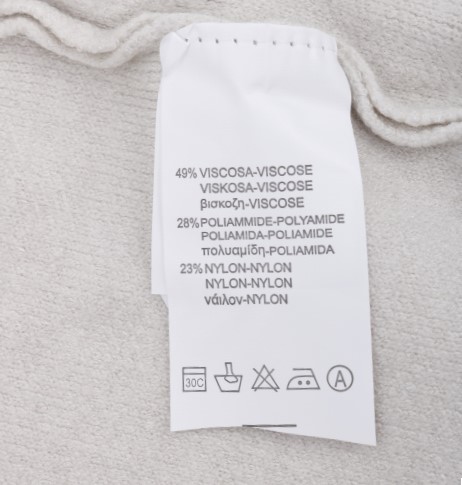 49% VISCOSA-VISCOSE
VISKOSA-VISCOSE
βισκοζη-VISCOSE
28% POLIAMMIDE-POLYAMIDE
POLIAMIDA-POLIAMIDE
πολυαμίδη-POLIAMIDA
23% NYLON-NYLON
NYLON-NYLON
νάιλον-NYLON
30C A